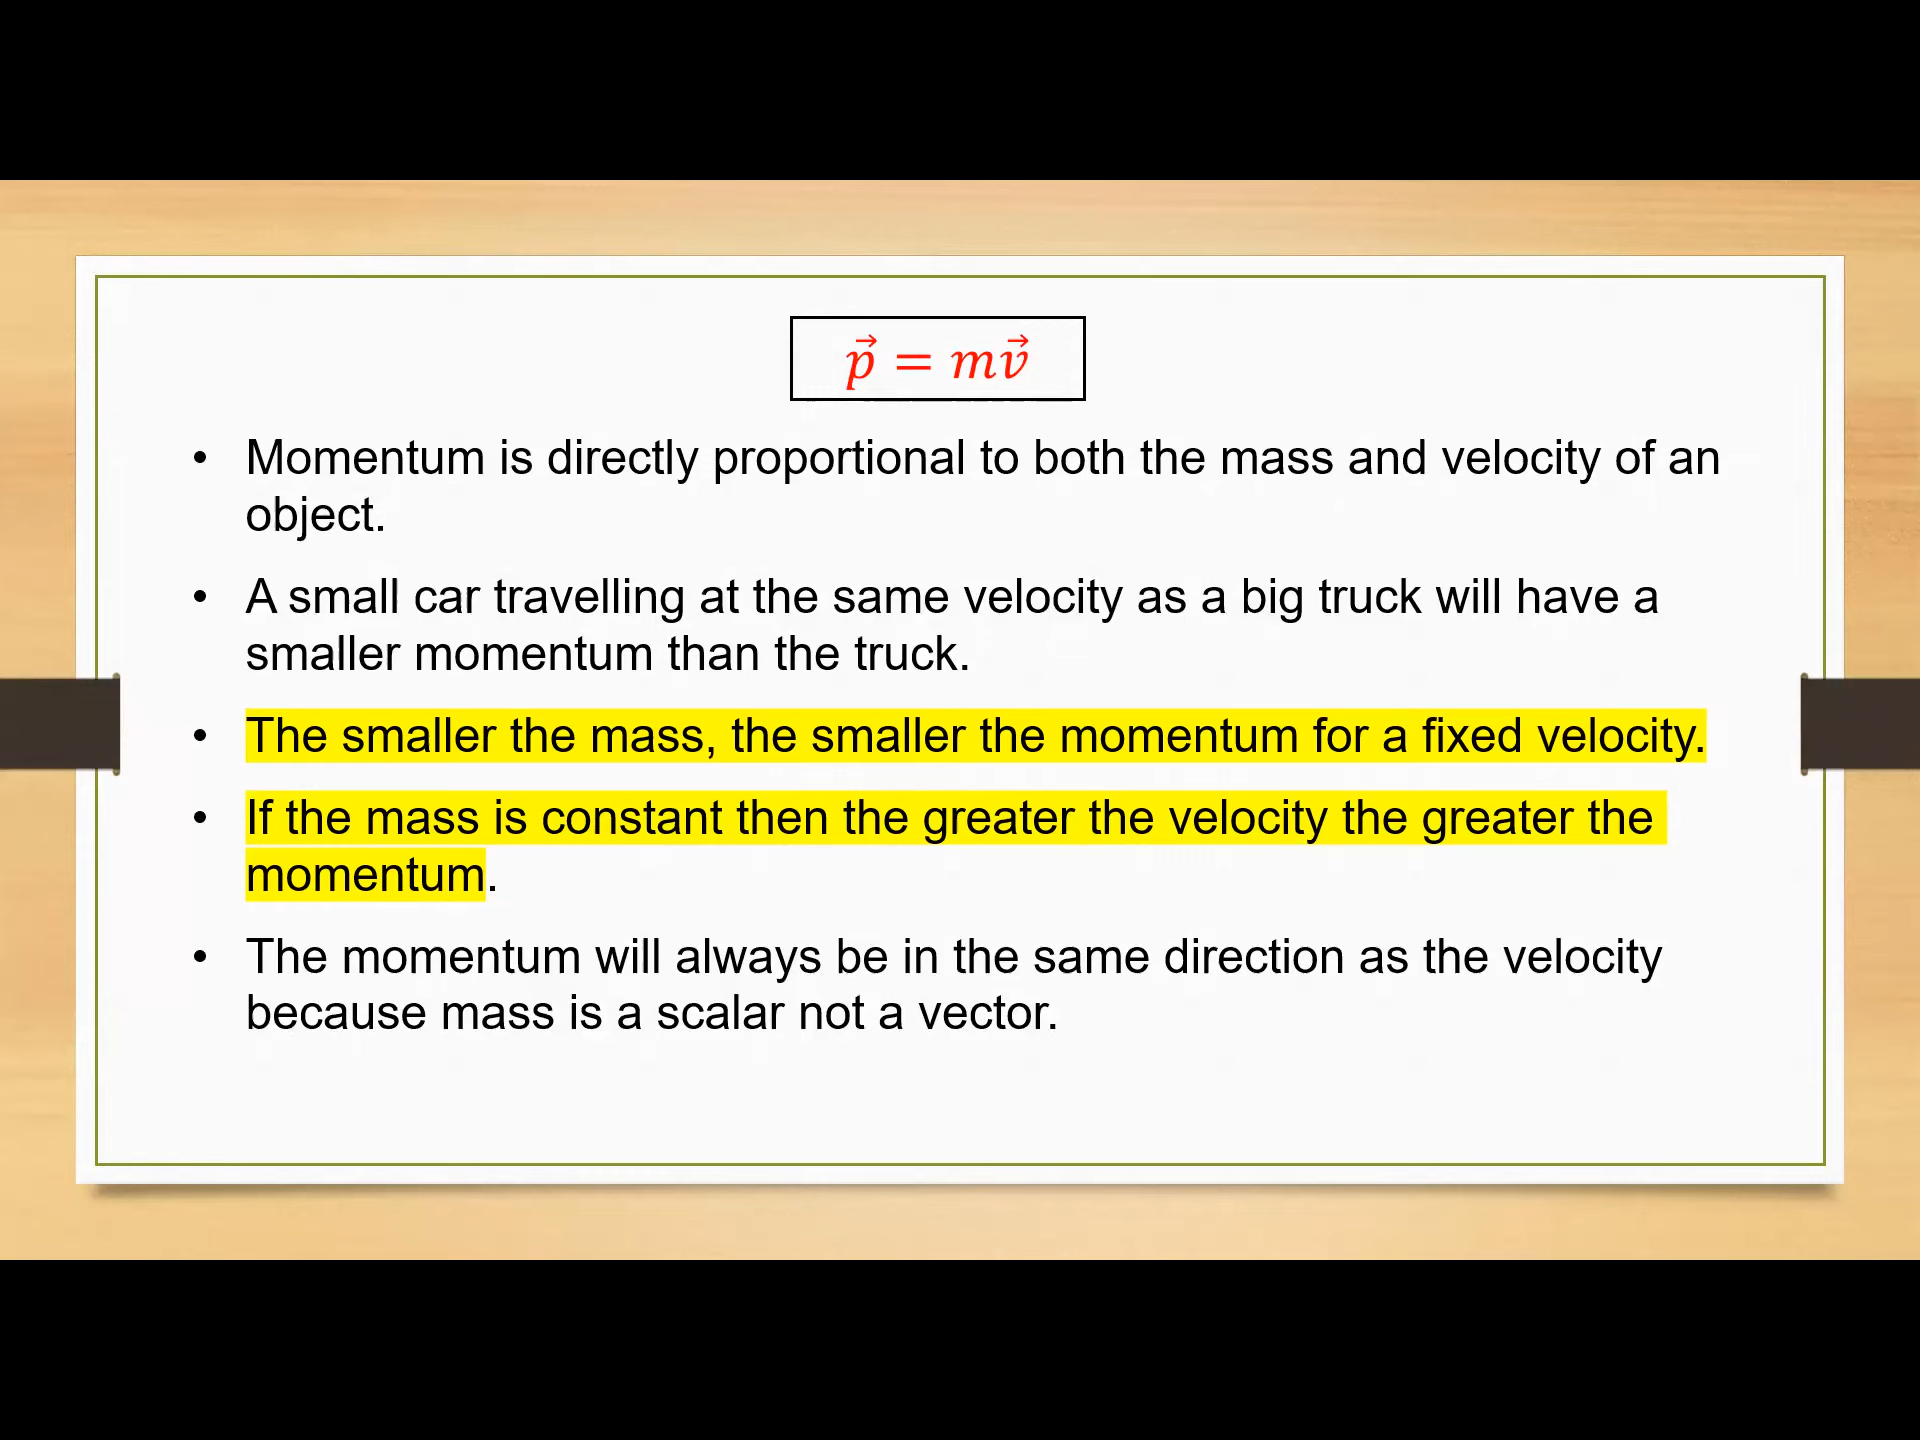 p⃗ = mv⃗
• Momentum is directly proportional to both the mass and velocity of an
object.
• A small car travelling at the same velocity as a big truck will have a
smaller momentum than the truck.
• The smaller the mass, the smaller the momentum for a fixed velocity.
• If the mass is constant then the greater the velocity the greater the
momentum.
• The momentum will always be in the same direction as the velocity
because mass is a scalar not a vector.